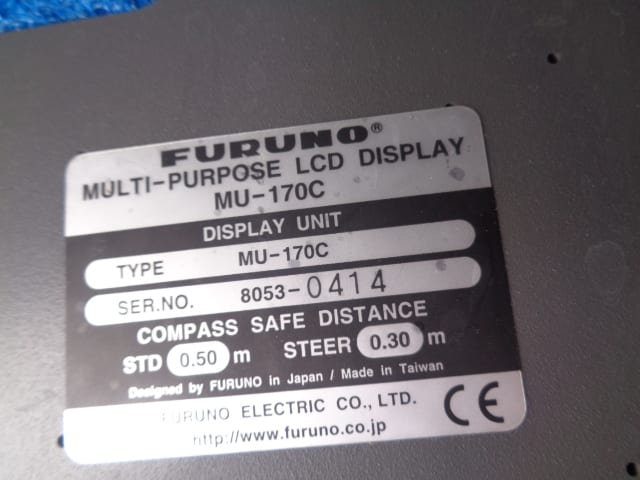 FURUNO®
MULTI-PURPOSE LCD DISPLAY
MU-170C
DISPLAY UNIT
TYPE MU-170C
SER.NO. 8053-0414
COMPASS SAFE DISTANCE
STD 0.50 m STEER 0.30 m
Designed by FURUNO in Japan / Made in Taiwan
FURUNO ELECTRIC CO., LTD.
http://www.furuno.co.jp
CE